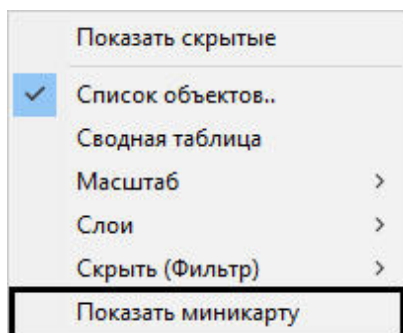 Показать скрытые
Список объектов..
Сводная таблица
Масштаб
Слои
Скрыть (Фильтр)
Показать миникарту